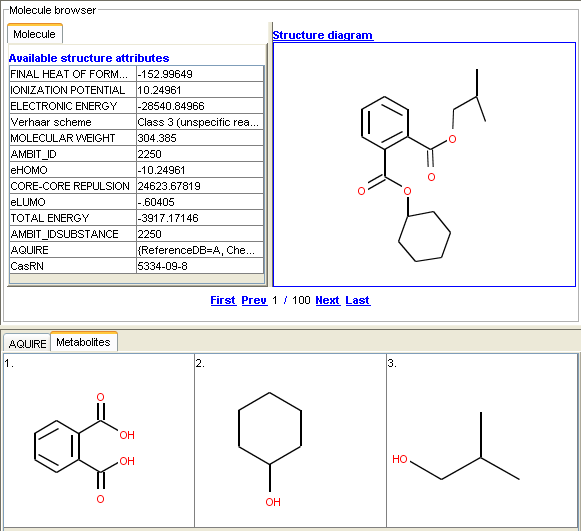 Molecule browser
Molecule
Available structure attributes
FINAL HEAT OF FORM... -152.99649
IONIZATION POTENTIAL 10.24961
ELECTRONIC ENERGY -28540.84966
Verhaar scheme Class 3 (unspecific rea...
MOLECULAR WEIGHT 304.385
AMBIT_ID 2250
eHOMO -10.24961
CORE-CORE REPULSION 24623.67819
eLUMO -.60405
TOTAL ENERGY -3917.17146
AMBIT_IDSUBSTANCE 2250
AQUIRE {ReferenceDB=A, Che...
CasRN 5334-09-8
Structure diagram
O
O
O
O
First Prev 1 / 100 Next Last
AQUIRE Metabolites
1.
O
OH
OH
O
2.
OH
3.
HO